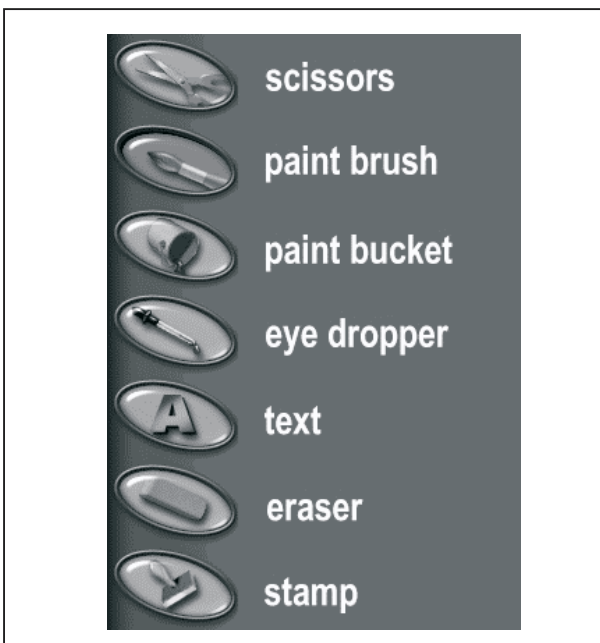 scissors
paint brush
paint bucket
eye dropper
A
text
eraser
stamp